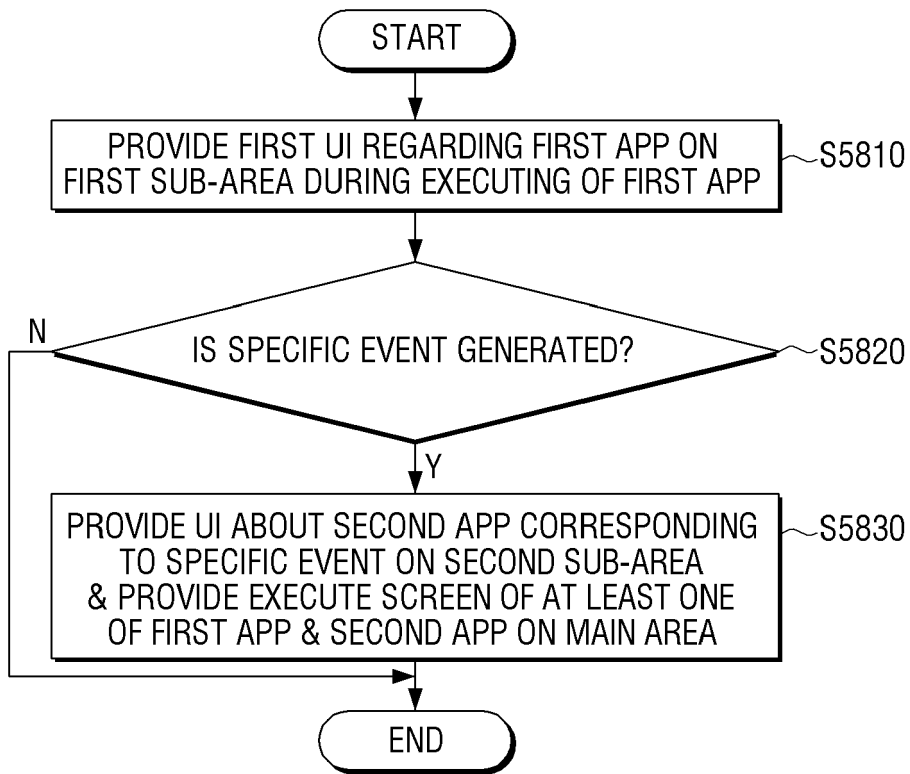 START
PROVIDE FIRST UI REGARDING FIRST APP ON
FIRST SUB-AREA DURING EXECUTING OF FIRST APP
S5810
N
IS SPECIFIC EVENT GENERATED?
S5820
Y
PROVIDE UI ABOUT SECOND APP CORRESPONDING
TO SPECIFIC EVENT ON SECOND SUB-AREA
& PROVIDE EXECUTE SCREEN OF AT LEAST ONE
OF FIRST APP & SECOND APP ON MAIN AREA
S5830
END